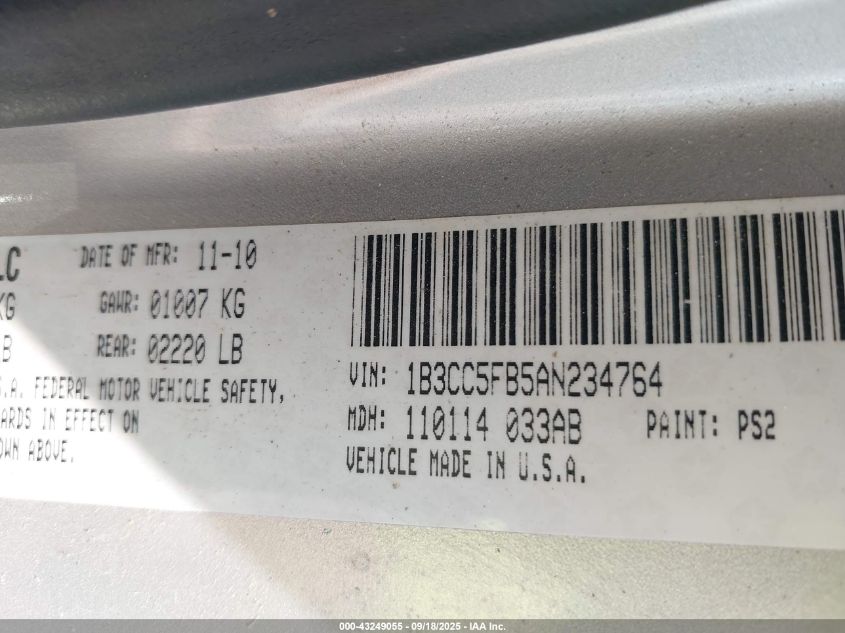 LC DATE OF MFR: 11-10
KG GAWR: 01007 KG
B REAR: 02220 LB
.A. FEDERAL MOTOR VEHICLE SAFETY,
ARDS IN EFFECT ON
OWN ABOVE.
VIN: 1B3CC5FB5AN234764
MDH: 110114 033AB PAINT: PS2
VEHICLE MADE IN U.S.A.
000-43249055 - 09/18/2025 - IAA Inc.